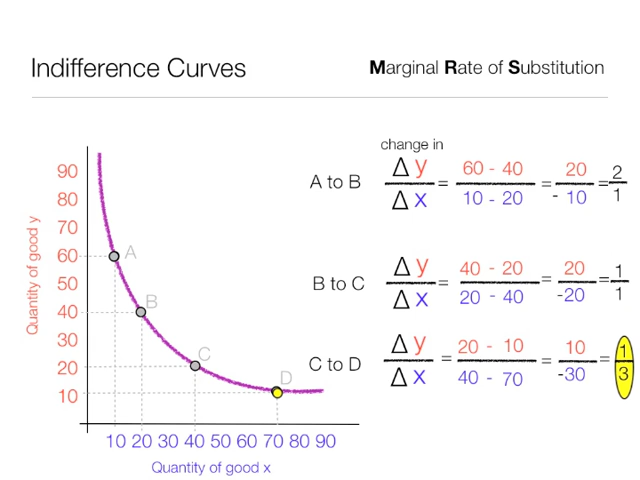 Indifference Curves
Marginal Rate of Substitution
change in
A to B
Δ y / Δ x = 60 - 40 / 10 - 20 = 20 / - 10 = 2 / 1
B to C
Δ y / Δ x = 40 - 20 / 20 - 40 = 20 / -20 = 1 / 1
C to D
Δ y / Δ x = 20 - 10 / 40 - 70 = 10 / -30 = 1 / 3
Quantity of good y
90
80
70
60
50
40
30
20
10
A
B
C
D
10 20 30 40 50 60 70 80 90
Quantity of good x